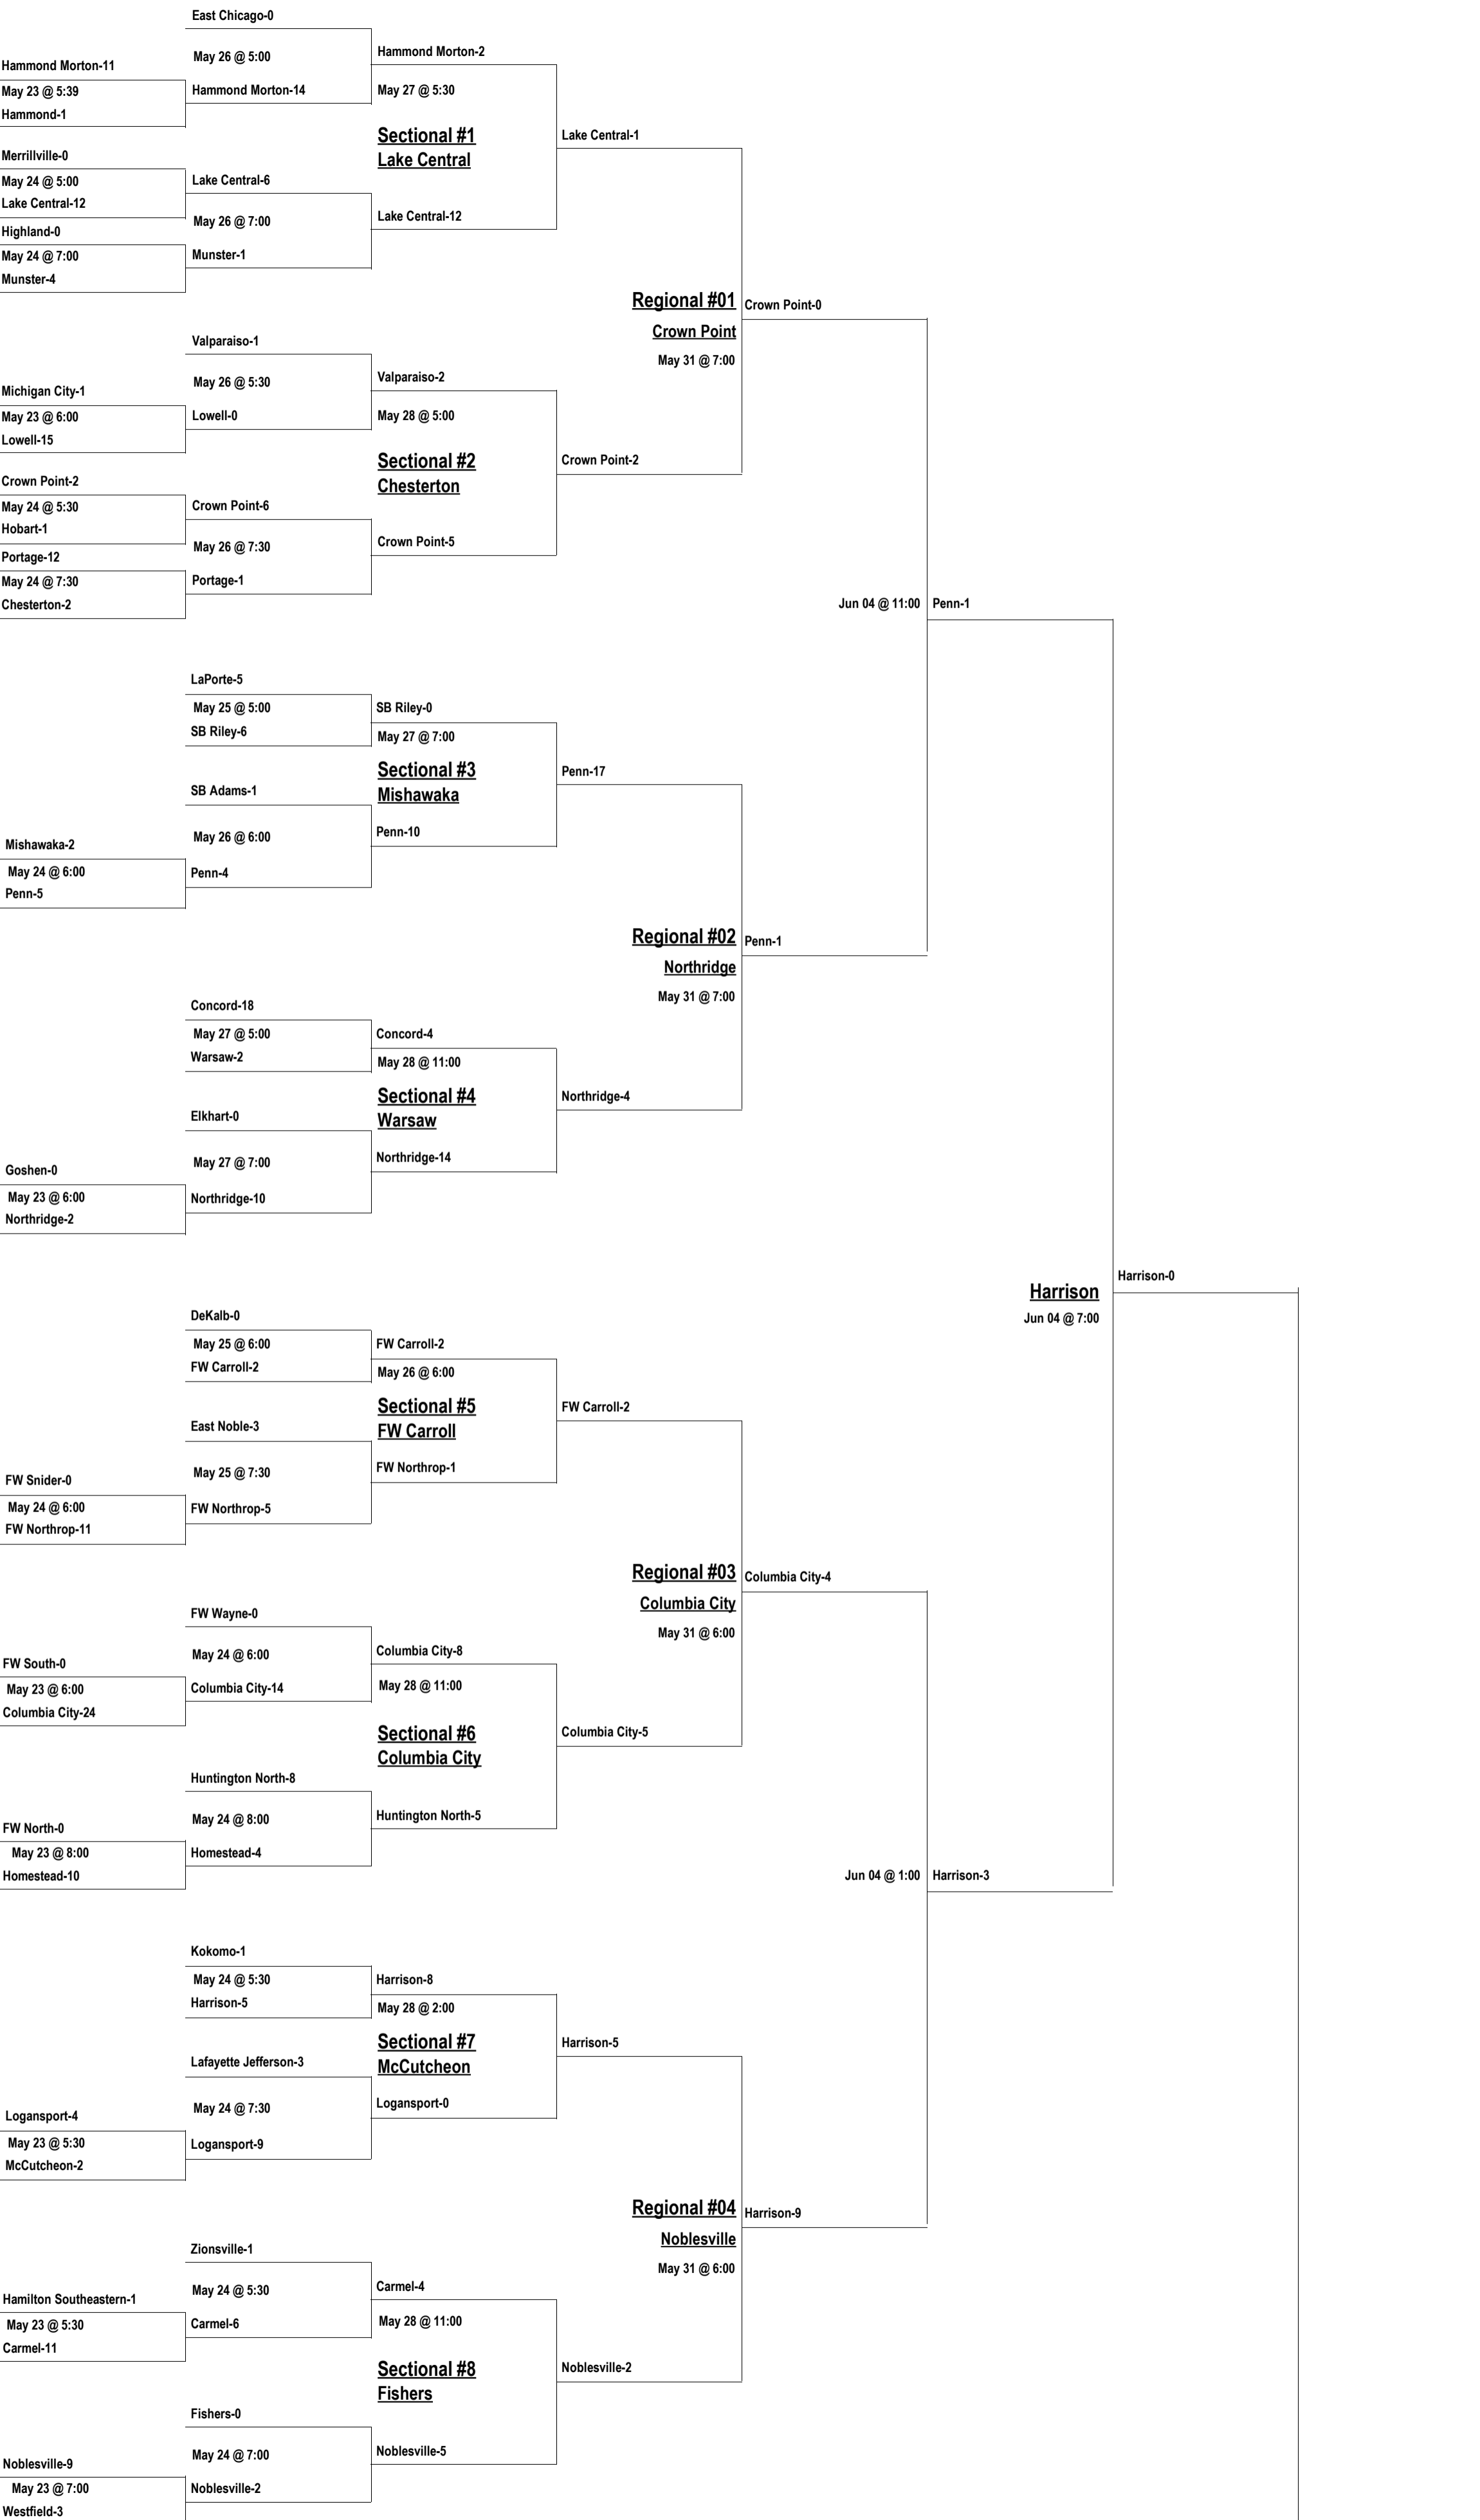 East Chicago-0
May 26 @ 5:00
Hammond Morton-2
Hammond Morton-11
May 23 @ 5:39
Hammond Morton-14
May 27 @ 5:30
Hammond-1
Sectional #1
Lake Central-1
Lake Central
Merrillville-0
May 24 @ 5:00
Lake Central-6
Lake Central-12
May 26 @ 7:00
Lake Central-12
Highland-0
May 24 @ 7:00
Munster-1
Munster-4
Regional #01
Crown Point-0
Crown Point
May 31 @ 7:00
Valparaiso-1
May 26 @ 5:30
Valparaiso-2
Michigan City-1
May 23 @ 6:00
Lowell-0
May 28 @ 5:00
Lowell-15
Sectional #2
Crown Point-2
Chesterton
Crown Point-2
May 24 @ 5:30
Crown Point-6
Hobart-1
May 26 @ 7:30
Crown Point-5
Portage-12
May 24 @ 7:30
Portage-1
Chesterton-2
Jun 04 @ 11:00
Penn-1
LaPorte-5
May 25 @ 5:00
SB Riley-0
SB Riley-6
May 27 @ 7:00
Sectional #3
Penn-17
Mishawaka
SB Adams-1
May 26 @ 6:00
Penn-10
Mishawaka-2
May 24 @ 6:00
Penn-4
Penn-5
Regional #02
Penn-1
Northridge
May 31 @ 7:00
Concord-18
May 27 @ 5:00
Concord-4
Warsaw-2
May 28 @ 11:00
Sectional #4
Northridge-4
Warsaw
Elkhart-0
May 27 @ 7:00
Northridge-14
Goshen-0
May 23 @ 6:00
Northridge-10
Northridge-2
Harrison-0
Harrison
Jun 04 @ 7:00
DeKalb-0
May 25 @ 6:00
FW Carroll-2
FW Carroll-2
May 26 @ 6:00
Sectional #5
FW Carroll-2
FW Carroll
East Noble-3
May 25 @ 7:30
FW Northrop-1
FW Snider-0
May 24 @ 6:00
FW Northrop-5
FW Northrop-11
Regional #03
Columbia City-4
Columbia City
May 31 @ 6:00
FW Wayne-0
May 24 @ 6:00
Columbia City-8
FW South-0
May 23 @ 6:00
Columbia City-14
May 28 @ 11:00
Columbia City-24
Sectional #6
Columbia City-5
Columbia City
Huntington North-8
May 24 @ 8:00
Huntington North-5
FW North-0
May 23 @ 8:00
Homestead-4
Homestead-10
Jun 04 @ 1:00
Harrison-3
Kokomo-1
May 24 @ 5:30
Harrison-8
Harrison-5
May 28 @ 2:00
Sectional #7
Harrison-5
McCutcheon
Lafayette Jefferson-3
May 24 @ 7:30
Logansport-0
Logansport-4
May 23 @ 5:30
Logansport-9
McCutcheon-2
Regional #04
Harrison-9
Noblesville
May 31 @ 6:00
Zionsville-1
May 24 @ 5:30
Carmel-4
Hamilton Southeastern-1
May 23 @ 5:30
Carmel-6
May 28 @ 11:00
Carmel-11
Sectional #8
Noblesville-2
Fishers
Fishers-0
May 24 @ 7:00
Noblesville-5
Noblesville-9
May 23 @ 7:00
Noblesville-2
Westfield-3